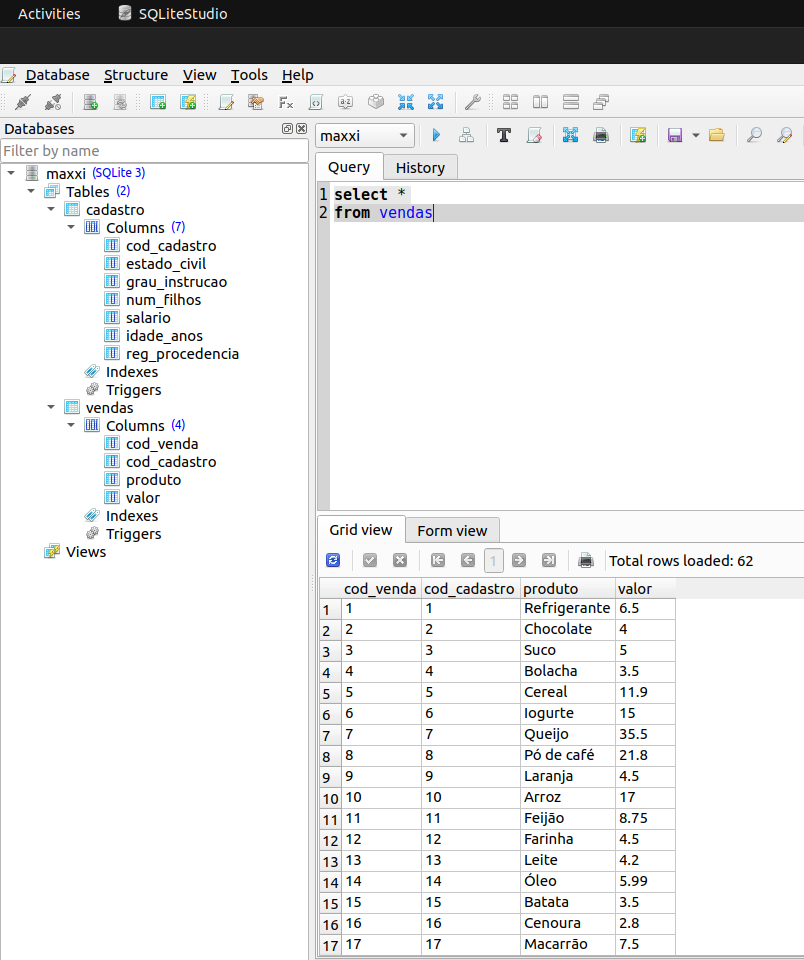 Activities SQLiteStudio
Database Structure View Tools Help
Databases
Filter by name
maxxi (SQLite 3)
Tables (2)
cadastro
Columns (7)
cod_cadastro
estado_civil
grau_instrucao
num_filhos
salario
idade_anos
reg_procedencia
Indexes
Triggers
vendas
Columns (4)
cod_venda
cod_cadastro
produto
valor
Indexes
Triggers
Views
maxxi
Query History
1 select *
2 from vendas
Grid view Form view
1 Total rows loaded: 62
cod_venda cod_cadastro produto valor
1 1 1 Refrigerante 6.5
2 2 2 Chocolate 4
3 3 3 Suco 5
4 4 4 Bolacha 3.5
5 5 5 Cereal 11.9
6 6 6 Iogurte 15
7 7 7 Queijo 35.5
8 8 8 Pó de café 21.8
9 9 9 Laranja 4.5
10 10 10 Arroz 17
11 11 11 Feijão 8.75
12 12 12 Farinha 4.5
13 13 13 Leite 4.2
14 14 14 Óleo 5.99
15 15 15 Batata 3.5
16 16 16 Cenoura 2.8
17 17 17 Macarrão 7.5